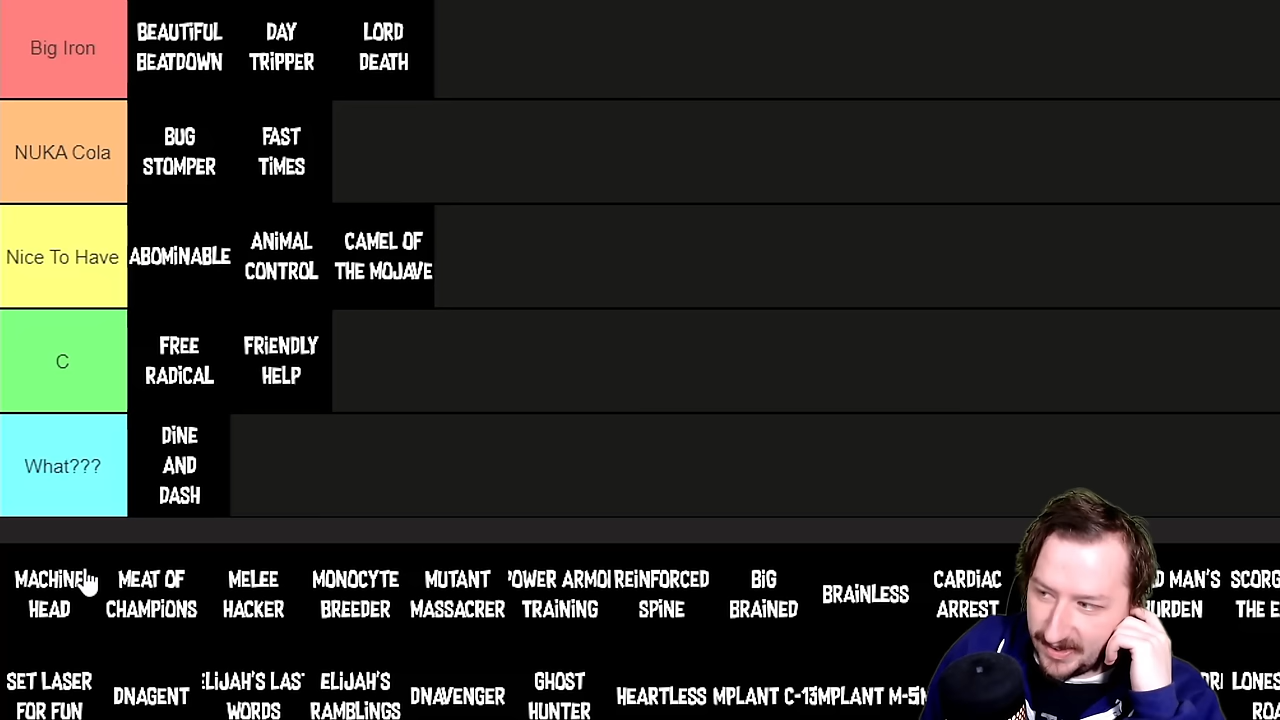 Big Iron
BEAUTIFUL
BEATDOWN
DAY
TRIPPER
LORD
DEATH
NUKA Cola
BUG
STOMPER
FAST
TIMES
Nice To Have
ABOMINABLE
ANIMAL
CONTROL
CAMEL OF
THE MOJAVE
C
FREE
RADICAL
FRIENDLY
HELP
What???
DINE
AND
DASH
MACHINE
HEAD
MEAT OF
CHAMPIONS
MELEE
HACKER
MONOCYTE
BREEDER
MUTANT
MASSACRER
TRAINING
REINFORCED
SPINE
BIG
BRAINED
BRAINLESS
CARDIAC
ARREST
MAN'S
THE
SET LASER
FOR FUN
DNAGENT
WORDS
ELIJAH'S
RAMBLINGS
DNAVENGER
GHOST
HUNTER
HEARTLESS